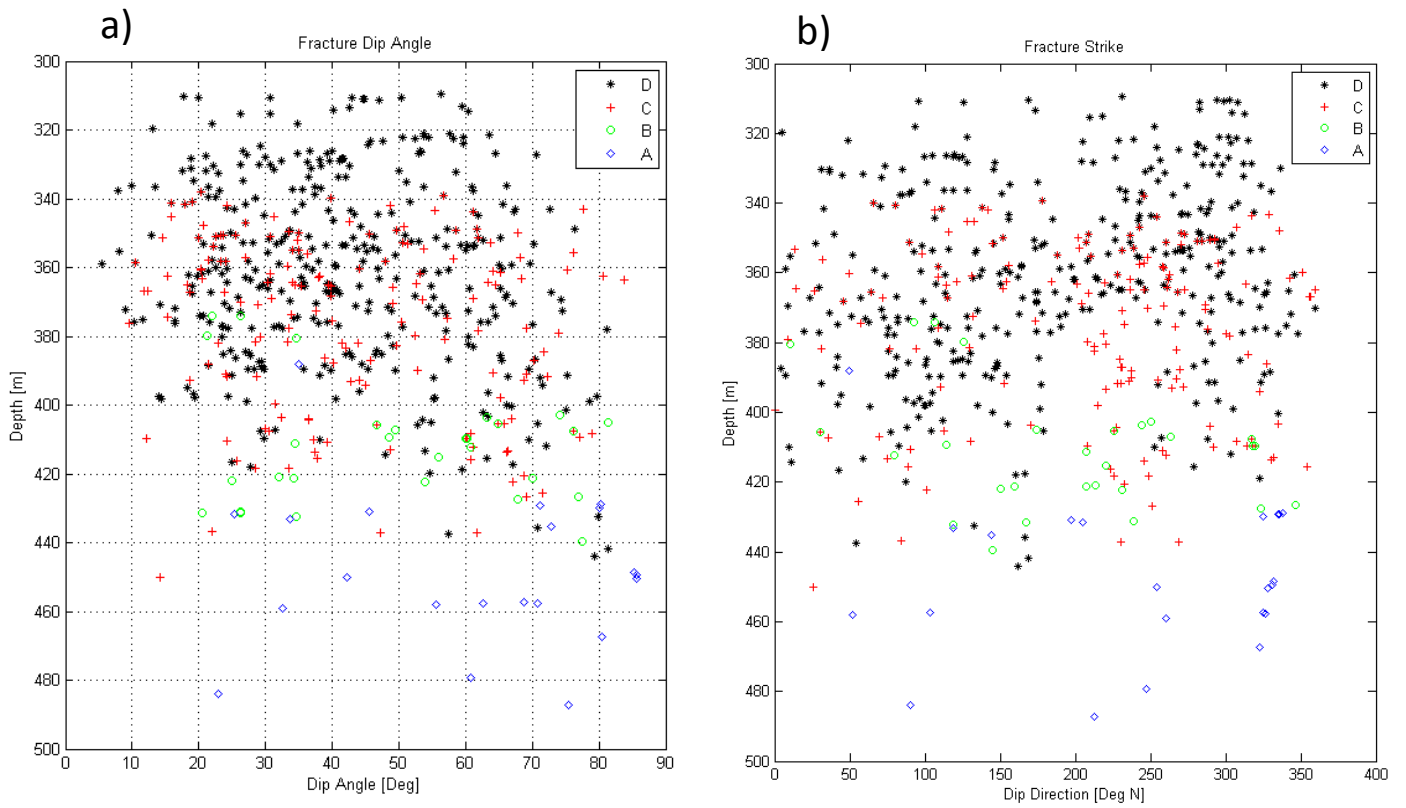 a)
Fracture Dip Angle
300
320
340
360
380
400
420
440
460
480
500
Depth [m]
0 10 20 30 40 50 60 70 80 90
Dip Angle [Deg]
D
C
B
A
b)
Fracture Strike
300
320
340
360
380
400
420
440
460
480
500
Depth [m]
0 50 100 150 200 250 300 350 400
Dip Direction [Deg N]
D
C
B
A